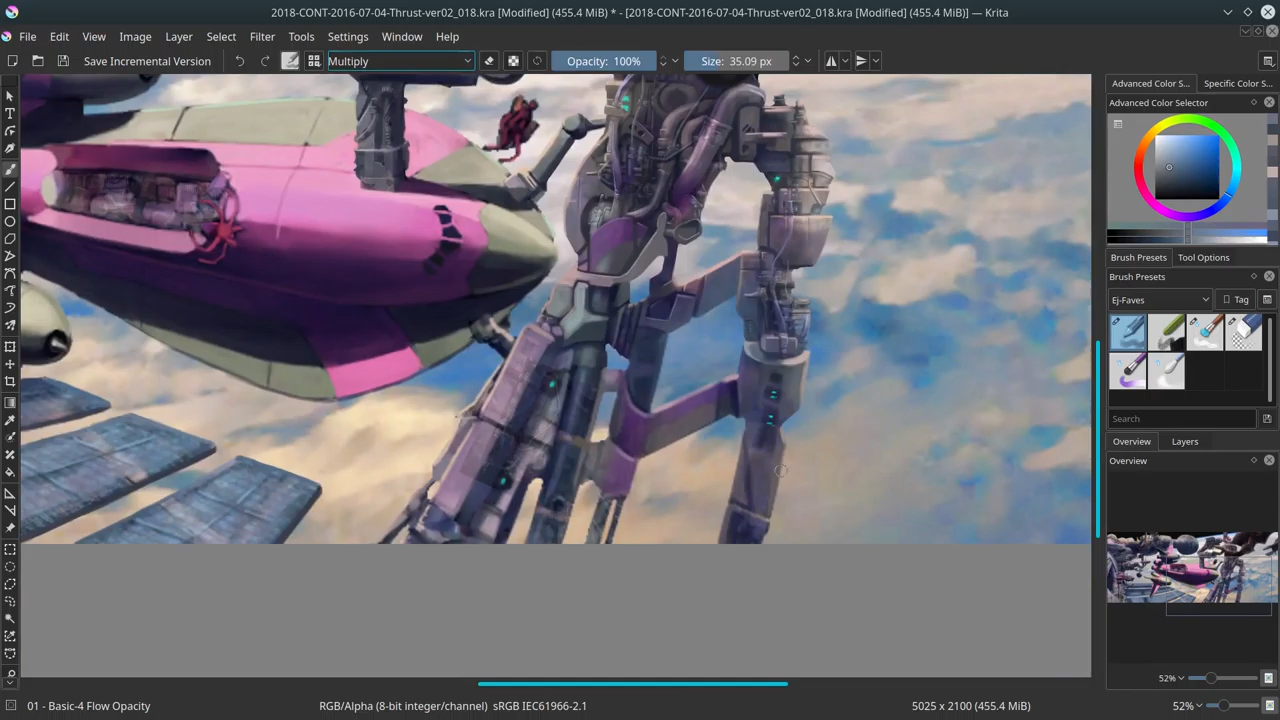 2018-CONT-2016-07-04-Thrust-ver02_018.kra [Modified] (455.4 MiB) * - [2018-CONT-2016-07-04-Thrust-ver02_018.kra [Modified] (455.4 MiB)] — Krita
File Edit View Image Layer Select Filter Tools Settings Window Help
Save Incremental Version Multiply Opacity: 100% Size: 35.09 px
Advanced Color S... Specific Color S...
Advanced Color Selector
Brush Presets Tool Options
Brush Presets
Ej-Faves Tag
Search
Overview Layers
Overview
52%
01 - Basic-4 Flow Opacity RGB/Alpha (8-bit integer/channel) sRGB IEC61966-2.1 5025 x 2100 (455.4 MiB) 52%